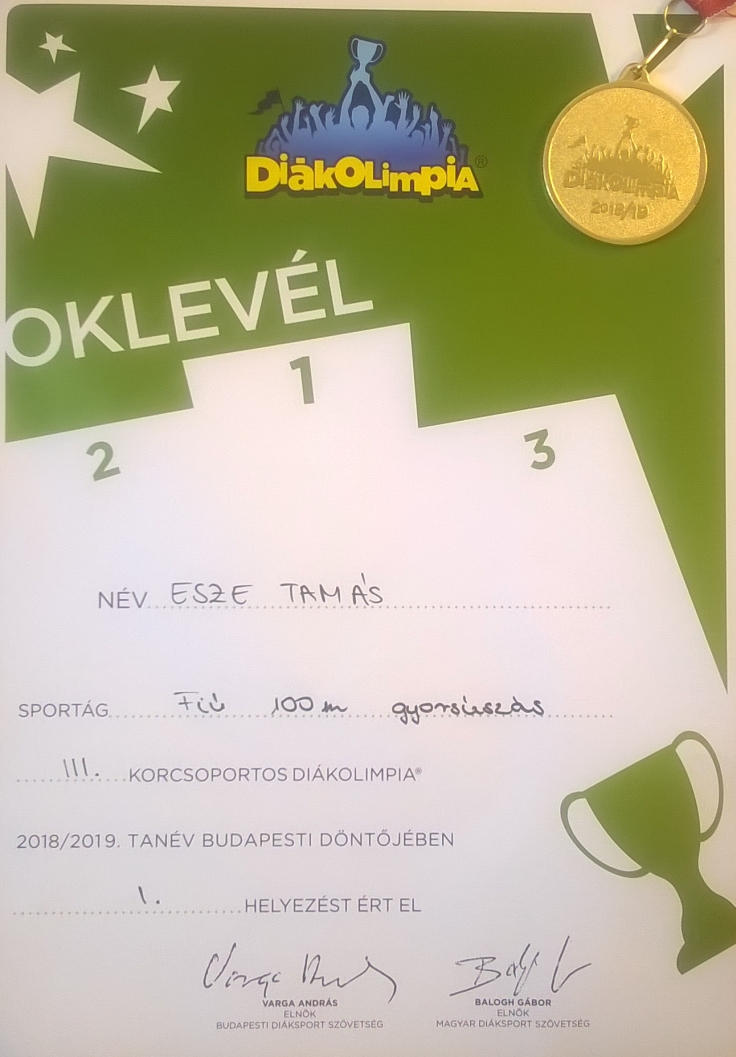 DiákOLimpiA®
DiákOLimpiA
2018/19
OKLEVÉL
1
2
3
NÉV ESZE TAMÁS
SPORTÁG Fiú 100 m gyorsúszás
III. KORCSOPORTOS DIÁKOLIMPIA®
2018/2019. TANÉV BUDAPESTI DÖNTŐJÉBEN
I. HELYEZÉST ÉRT EL
VARGA ANDRÁS
ELNÖK
BUDAPESTI DIÁKSPORT SZÖVETSÉG
BALOGH GÁBOR
ELNÖK
MAGYAR DIÁKSPORT SZÖVETSÉG